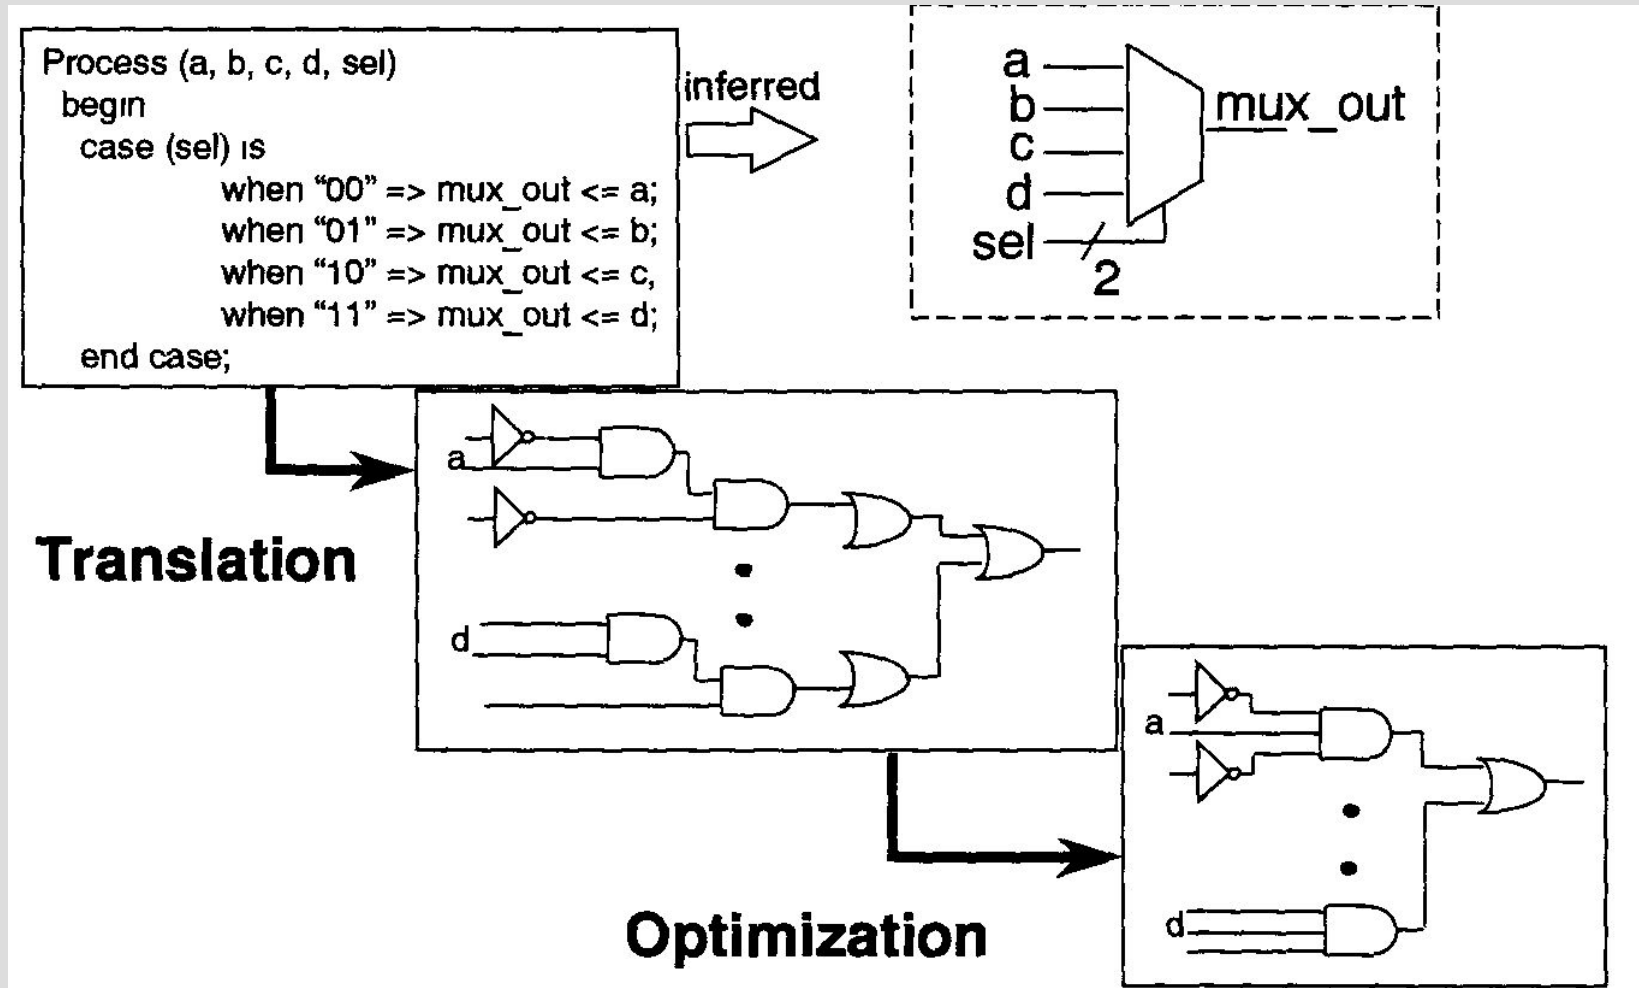 Process (a, b, c, d, sel)
begin
case (sel) is
when “00” => mux_out <= a;
when “01” => mux_out <= b;
when “10” => mux_out <= c,
when “11” => mux_out <= d;
end case;
inferred
a
b
c
d
sel
2
mux_out
a
d
Translation
a
d
Optimization